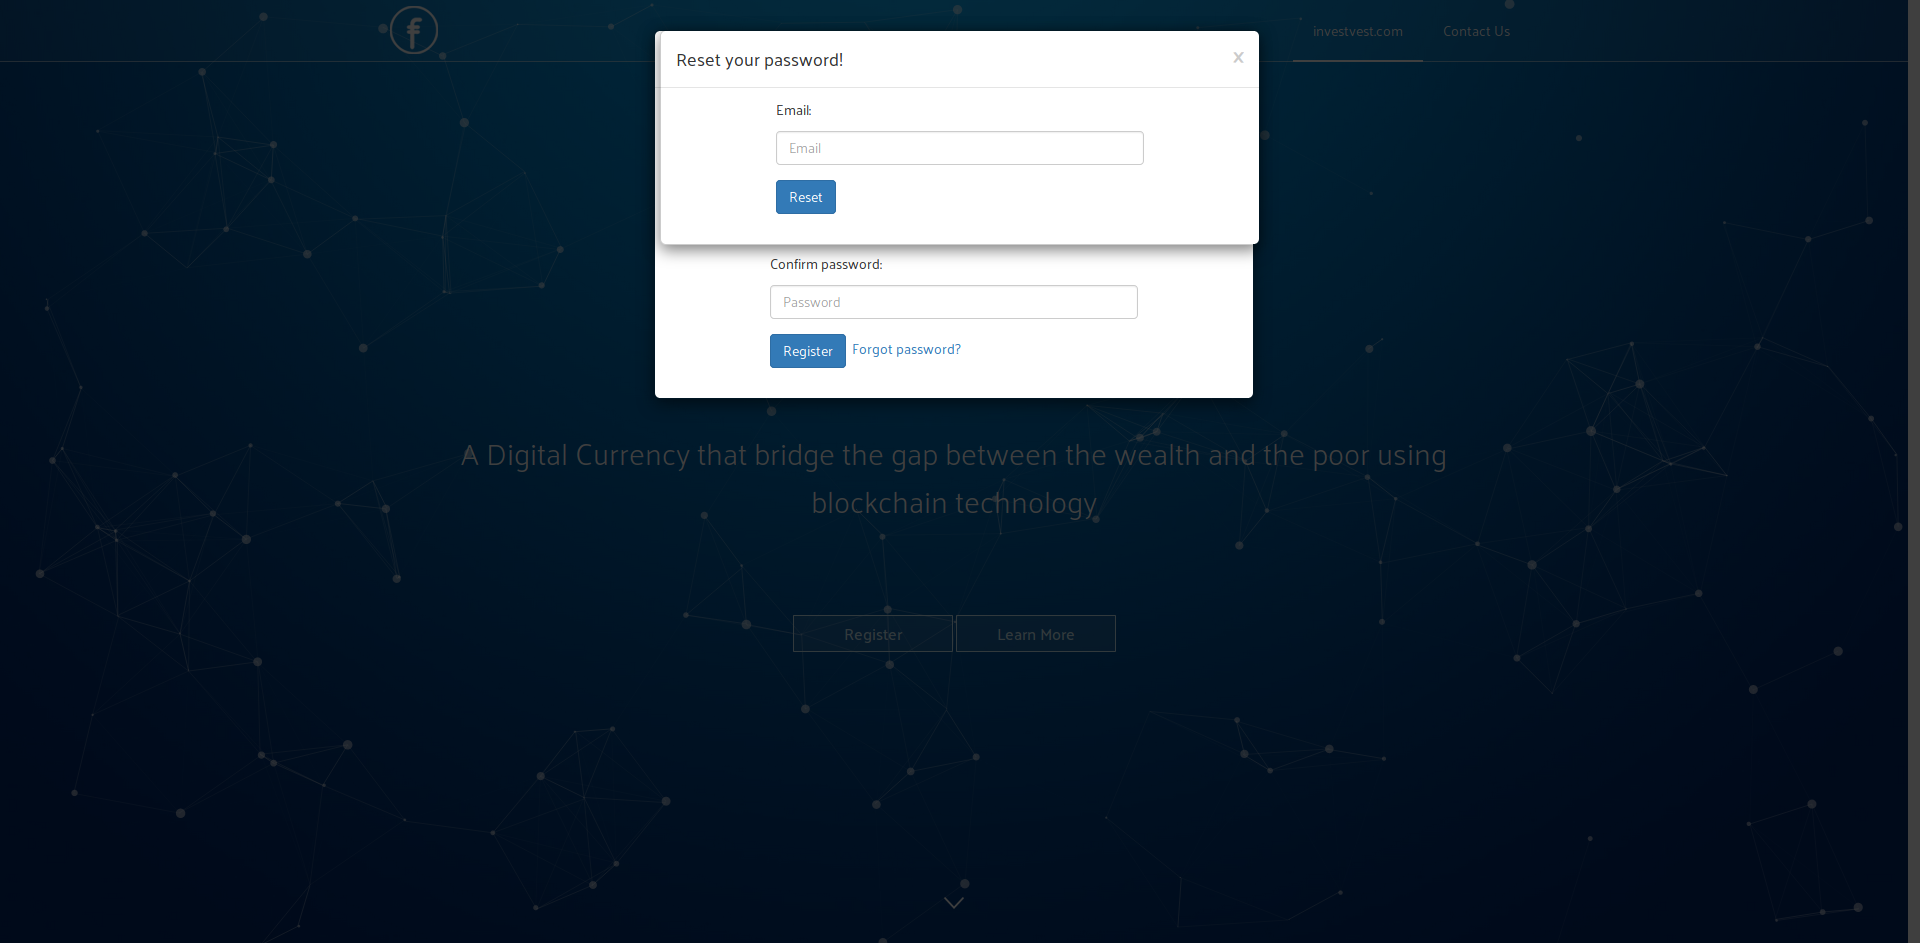 investvest.com
Contact Us
Reset your password!
x
Email:
Email
Reset
Confirm password:
Password
Register
Forgot password?
A Digital Currency that bridge the gap between the wealth and the poor using
blockchain technology
Register
Learn More